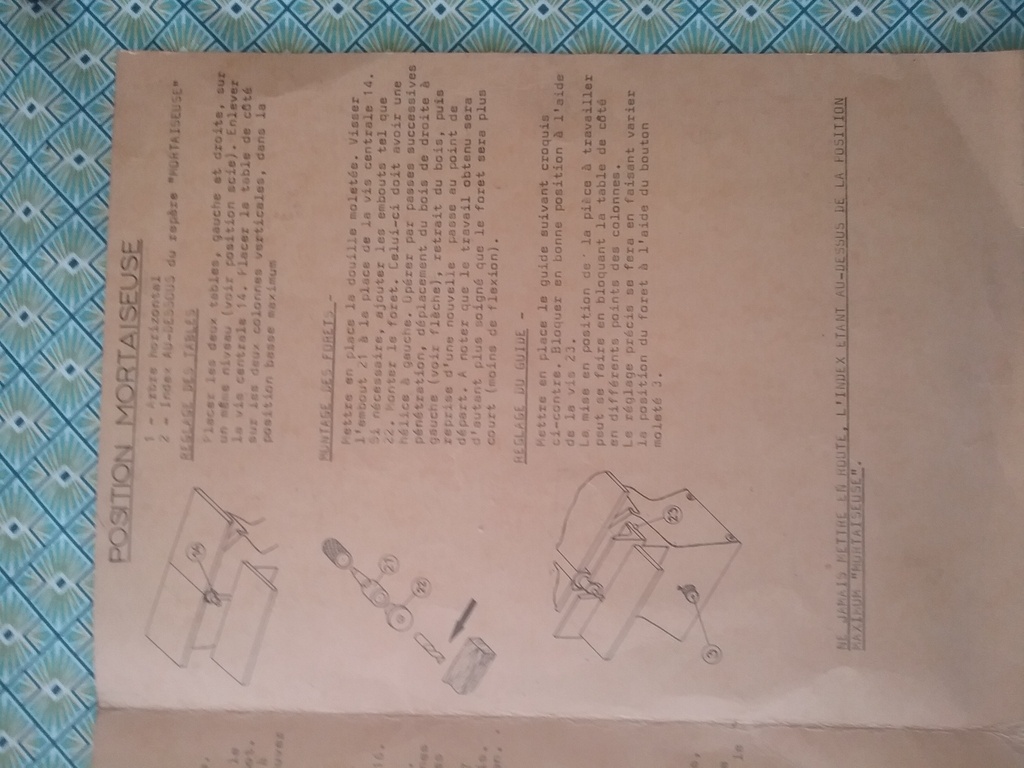 POSITION MORTAISEUSE
1 - Arbre horizontal
2 - Index AU-DESSOUS du repère "MORTAISEUSE"
REGLAGE DES TABLES
Placer les deux tables, gauche et droite, sur
un même niveau (voir position scie). Enlever
la vis centrale 14. Placer la table de côté
sur les deux colonnes verticales, dans la
position basse maximum
14
MONTAGE DES FORETS -
Mettre en place la douille moletés. Visser
l'embout 21 à la place de la vis centrale 14.
Si nécessaire, ajouter les embouts tel que
22. Monter le foret. Celui-ci doit avoir une
hélice à gauche. Opérer par passes successives
pénétration, déplacement du bois de droite à
gauche (voir flèche), retrait du bois, puis
reprise d'une nouvelle passe au point de
départ. A noter que le travail obtenu sera
d'autant plus soigné que le foret sera plus
court (moins de flexion).
21
22
REGLAGE DU GUIDE -
Mettre en place le guide suivant croquis
ci-contre. Bloquer en bonne position à l'aide
de la vis 23.
La mise en position de la pièce à travailler
peut se faire en bloquant la table de côté
en différents points des colonnes.
Le réglage précis se fera en faisant varier
la position du foret à l'aide du bouton
moleté 3.
23
3
NE JAMAIS METTRE EN ROUTE, L'INDEX ETANT AU-DESSUS DE LA POSITION
MAXIMUM "MORTAISEUSE".